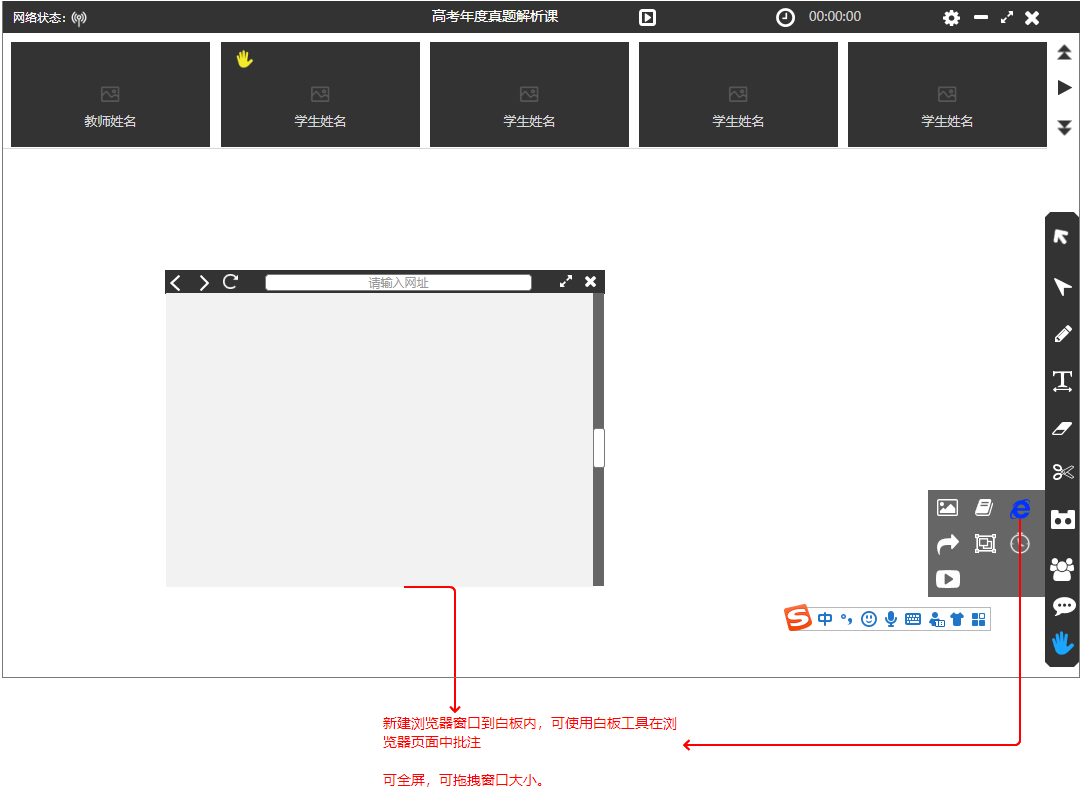 网络状态:
高考年度真题解析课
00:00:00
教师姓名
学生姓名
学生姓名
学生姓名
学生姓名
请输入网址
中
新建浏览器窗口到白板内，可使用白板工具在浏
览器页面中批注
可全屏，可拖拽窗口大小。